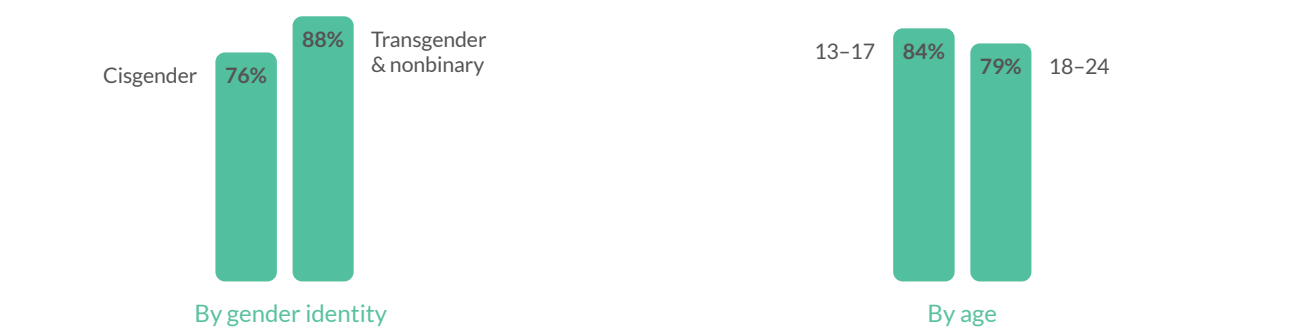 Cisgender
76%
88%
Transgender
& nonbinary
By gender identity
13–17
84%
79%
18–24
By age